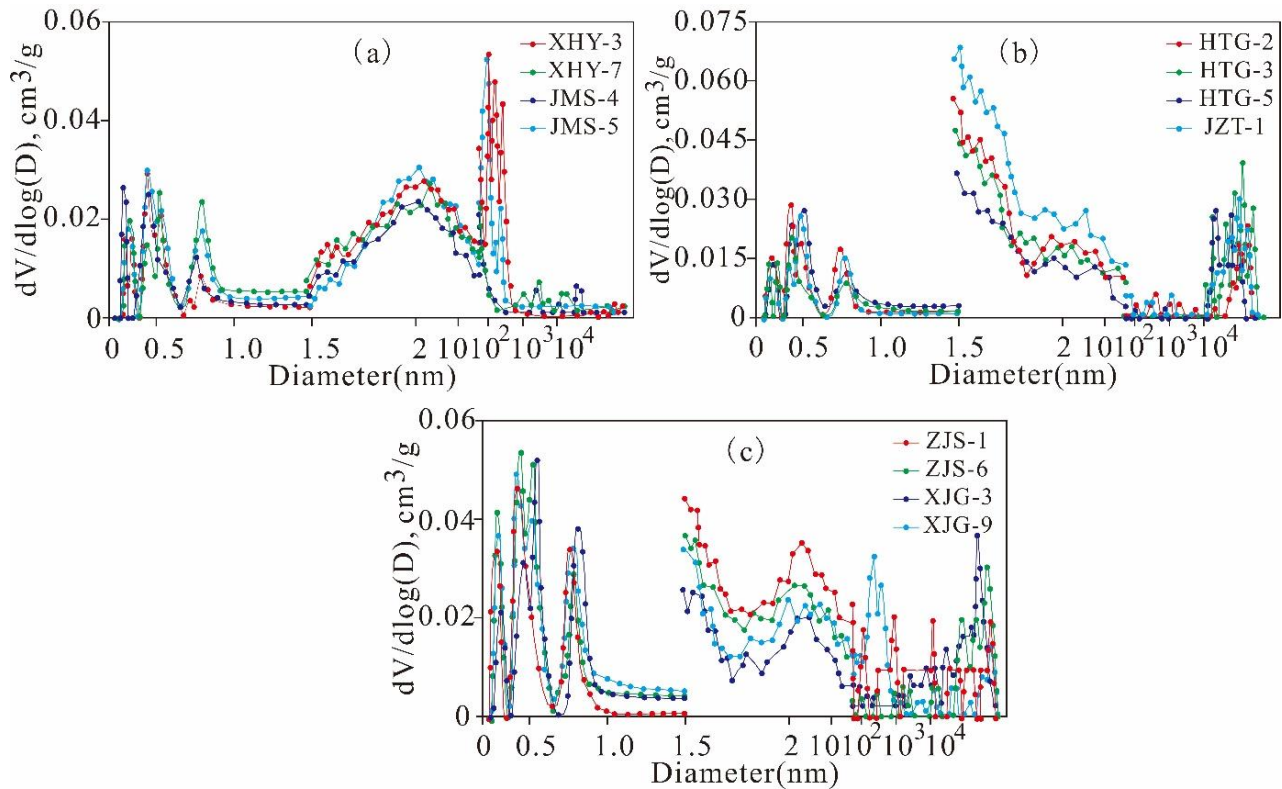 (a)
XHY-3
XHY-7
JMS-4
JMS-5
dV/dlog(D), cm³/g
0.06
0.04
0.02
0
0 0.5 1.0 1.5 2 10 10² 10³ 10⁴
Diameter(nm)
(b)
HTG-2
HTG-3
HTG-5
JZT-1
dV/dlog(D), cm³/g
0.075
0.060
0.045
0.030
0.015
0
0 0.5 1.0 1.5 2 10 10² 10³ 10⁴
Diameter(nm)
(c)
ZJS-1
ZJS-6
XJG-3
XJG-9
dV/dlog(D), cm³/g
0.06
0.04
0.02
0
0 0.5 1.0 1.5 2 10 10² 10³ 10⁴
Diameter(nm)